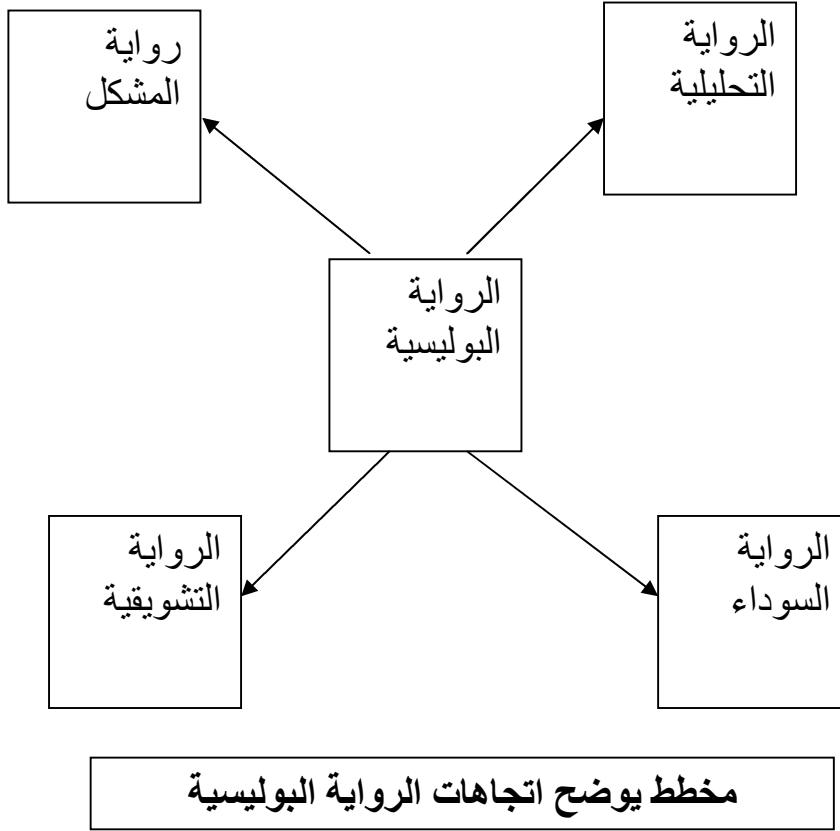 الرواية
التحليلية
رواية
المشكل
الرواية
البوليسية
الرواية
السوداء
الرواية
التشويقية
مخطط يوضح اتجاهات الرواية البوليسية